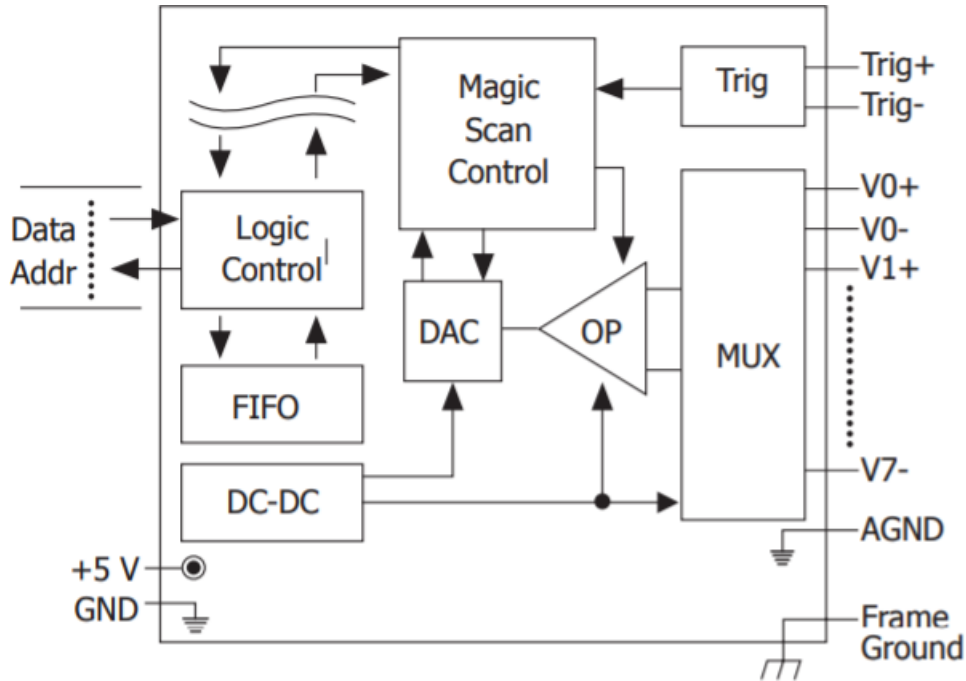 Magic
Scan
Control
Trig
Trig+
Trig-
Data
Addr
Logic
Control
DAC
OP
MUX
V0+
V0-
V1+
V7-
FIFO
DC-DC
+5 V
GND
AGND
Frame
Ground